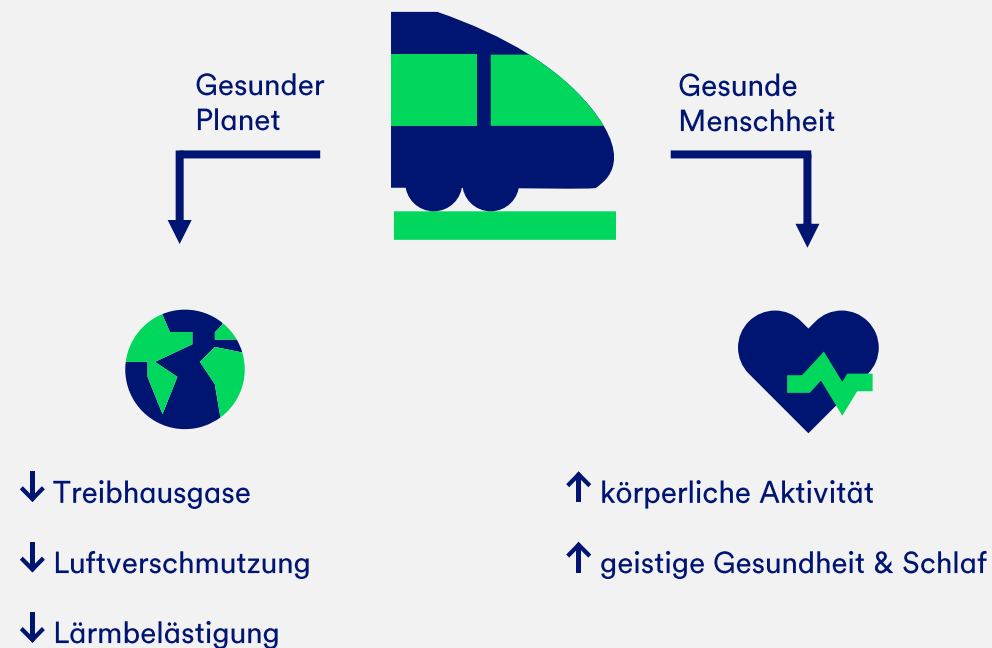 Gesunder
Planet
Gesunde
Menschheit
↓ Treibhausgase
↓ Luftverschmutzung
↓ Lärmbelästigung
↑ körperliche Aktivität
↑ geistige Gesundheit & Schlaf